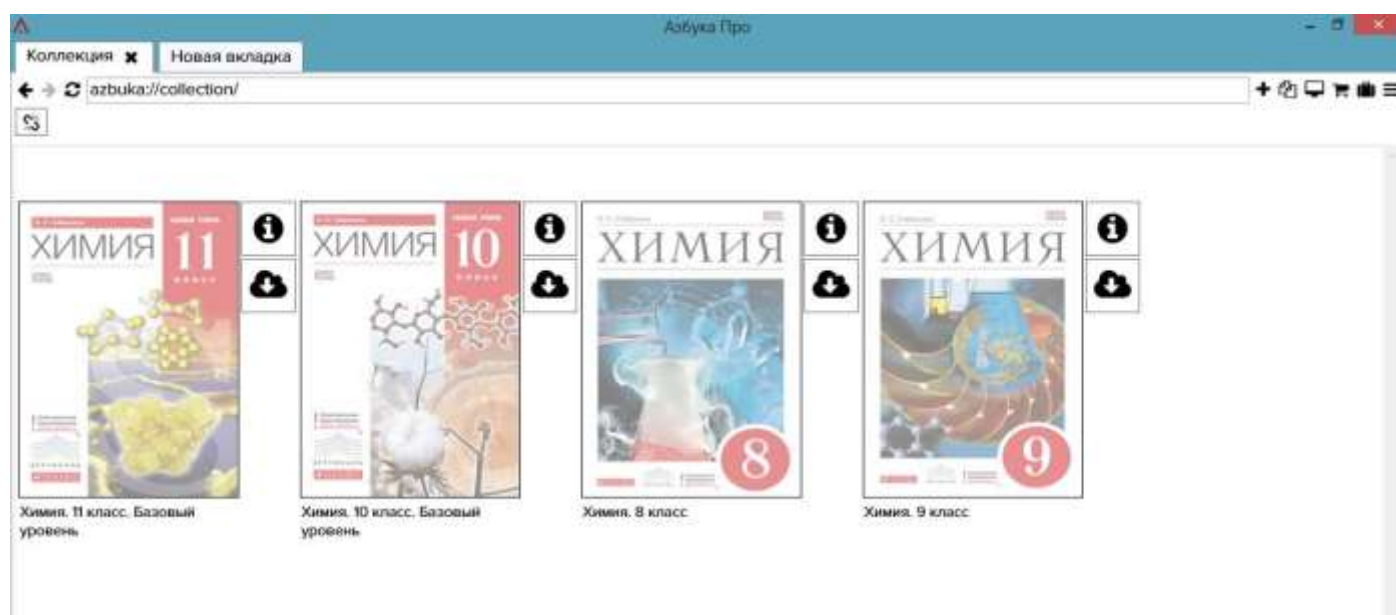 Азбука Про
Коллекция
Новая вкладка
azbuka://collection/
ХИМИЯ
11
ХИМИЯ
10
ХИМИЯ
8
ХИМИЯ
9
Химия. 11 класс. Базовый
уровень
Химия. 10 класс. Базовый
уровень
Химия. 8 класс
Химия. 9 класс